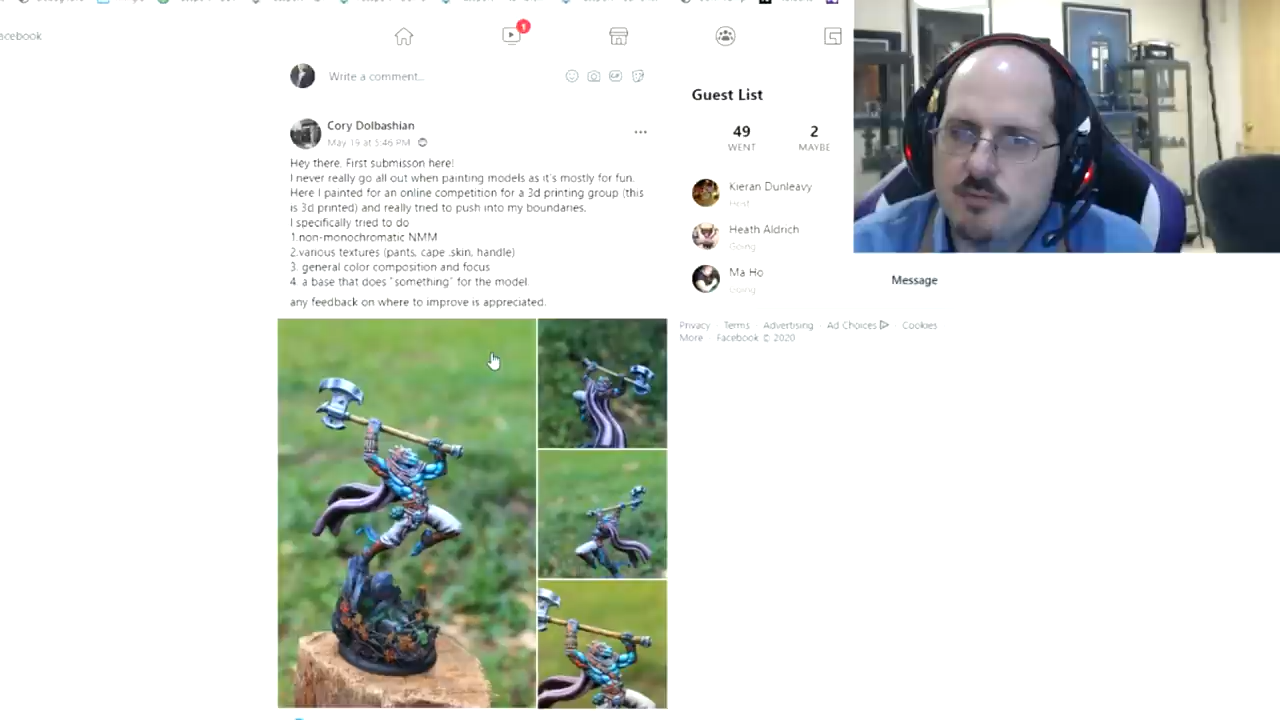 acebook
1
Write a comment...
GIF
Cory Dolbashian
May 19 at 5:46 PM
Hey there. First submisson here!
I never really go all out when painting models as it's mostly for fun.
Here I painted for an online competition for a 3d printing group (this
is 3d printed) and really tried to push into my boundaries.
I specifically tried to do
1.non-monochromatic NMM
2.various textures (pants, cape ,skin, handle)
3. general color composition and focus
4. a base that does "something" for the model.
any feedback on where to improve is appreciated.
Guest List
49
WENT
2
MAYBE
Kieran Dunleavy
Host
Heath Aldrich
Going
Ma Ho
Going
Message
Privacy · Terms · Advertising · Ad Choices · Cookies
More · Facebook © 2020